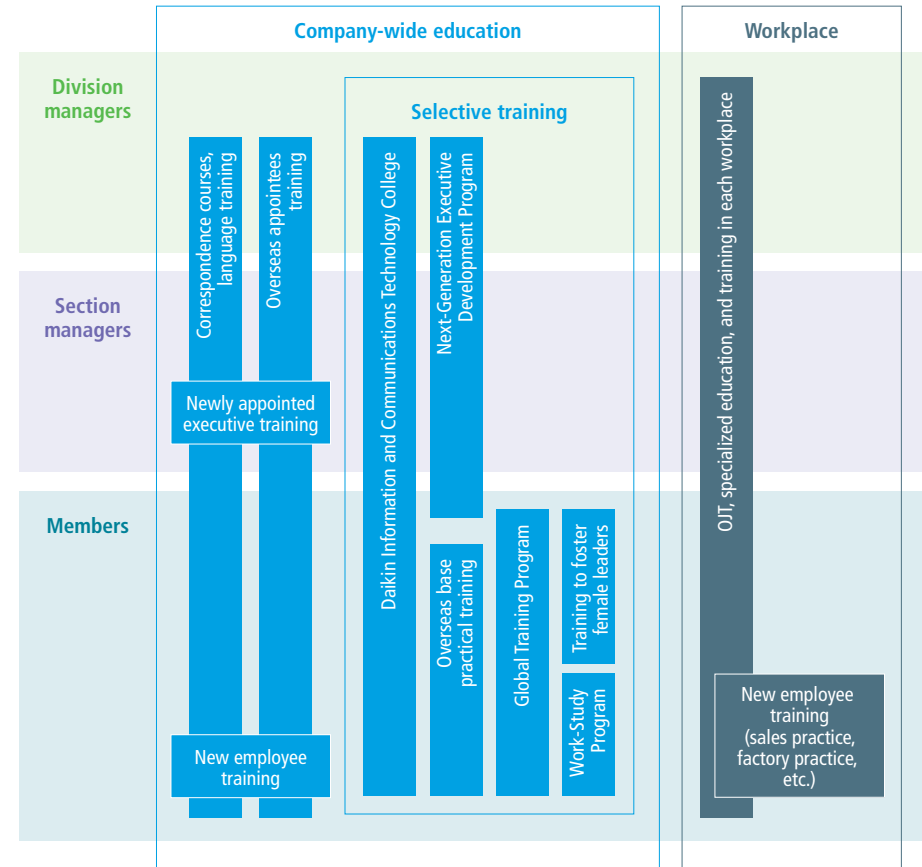 Company-wide education
Workplace
Division
managers
Selective training
Correspondence courses,
language training
Overseas appointees
training
Daikin Information and Communications Technology College
Next-Generation Executive
Development Program
OJT, specialized education, and training in each workplace
Section
managers
Newly appointed
executive training
Members
Overseas base
practical training
Global Training Program
Training to foster
female leaders
Work-Study
Program
New employee
training
New employee
training
(sales practice,
factory practice,
etc.)